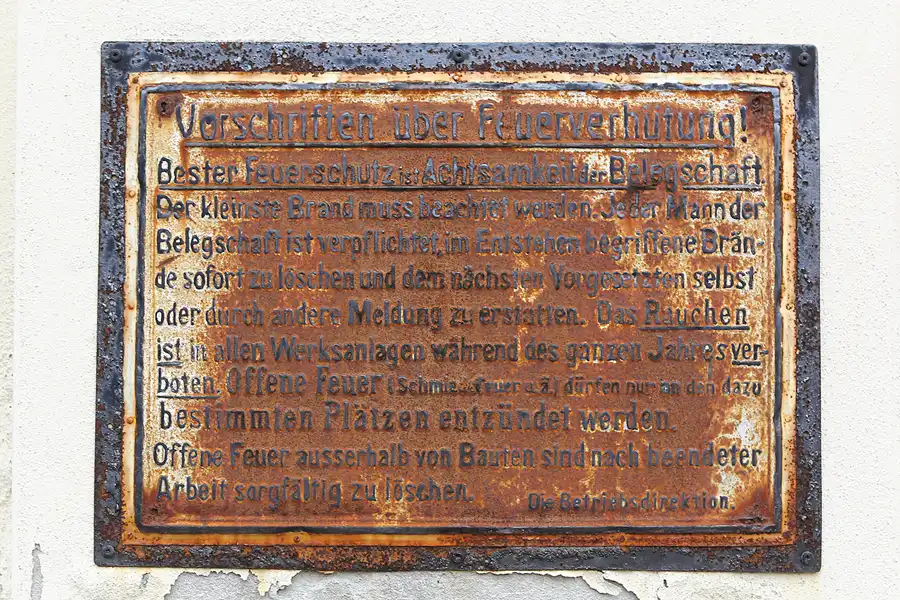 Vorschriften über Feuerverhütung!
Bester Feuerschutz ist Achtsamkeit der Belegschaft
Der kleinste Brand muss beachtet werden. Jeder Mann der
Belegschaft ist verpflichtet, im Entstehen begriffene Brän-
de sofort zu löschen und dem nächsten Vorgesetzten selbst
oder durch andere Meldung zu erstatten. Das Rauchen
ist in allen Werksanlagen während des ganzen Jahres ver-
boten. Offene Feuer (Schmiedefeuer u.ä.) dürfen nur an den dazu
bestimmten Plätzen entzündet werden.
Offene Feuer ausserhalb von Bauten sind nach beendeter
Arbeit sorgfältig zu löschen.
Die Betriebsdirektion.